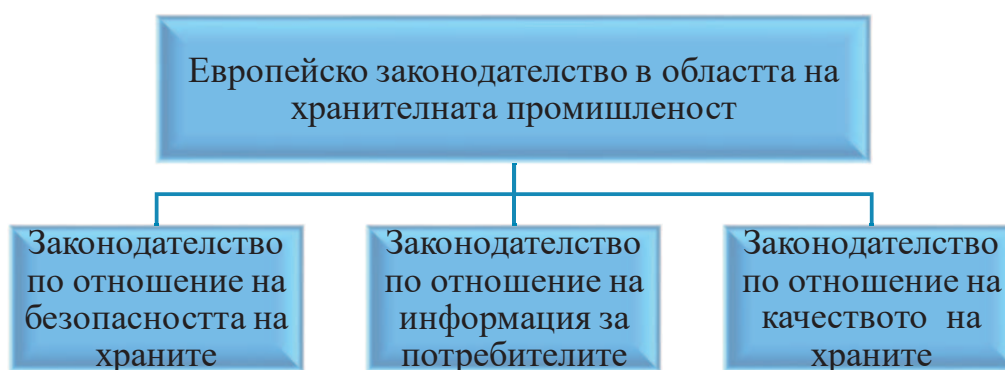 Европейско законодателство в областта на
хранителната промишленост
Законодателство
по отношение на
безопасността на
храните
Законодателство
по отношение на
информация за
потребителите
Законодателство
по отношение на
качеството на
храните